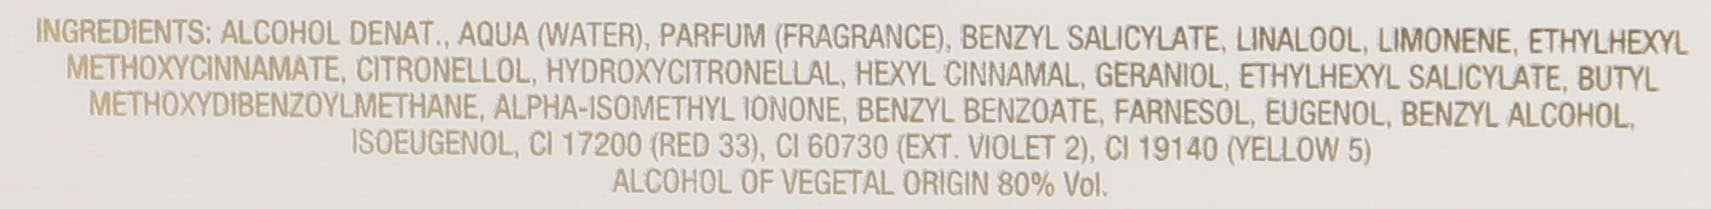 INGREDIENTS: ALCOHOL DENAT., AQUA (WATER), PARFUM (FRAGRANCE), BENZYL SALICYLATE, LINALOOL, LIMONENE, ETHYLHEXYL
METHOXYCINNAMATE, CITRONELLOL, HYDROXYCITRONELLAL, HEXYL CINNAMAL, GERANIOL, ETHYLHEXYL SALICYLATE, BUTYL
METHOXYDIBENZOYLMETHANE, ALPHA-ISOMETHYL IONONE, BENZYL BENZOATE, FARNESOL, EUGENOL, BENZYL ALCOHOL,
ISOEUGENOL, CI 17200 (RED 33), CI 60730 (EXT. VIOLET 2), CI 19140 (YELLOW 5)
ALCOHOL OF VEGETAL ORIGIN 80% Vol.